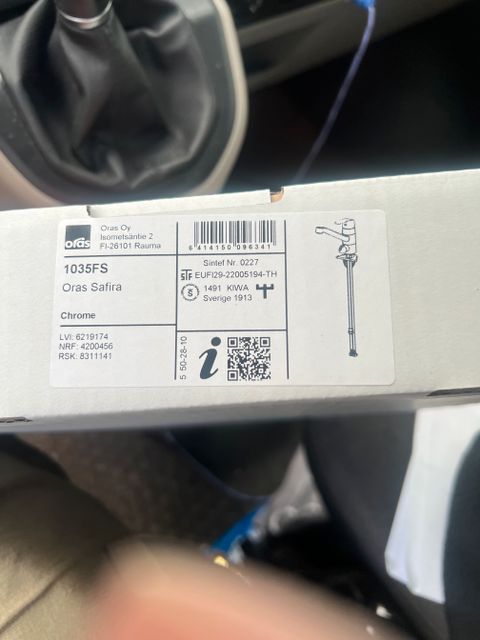 oras
Oras Oy
Isometsäntie 2
FI-26101 Rauma
6 414150 096341
1035FS
Oras Safira
Chrome
LVI: 6219174
NRF: 4200456
RSK: 8311141
Sintef Nr. 0227
STF EUFI29-22005194-TH
S 1491 KIWA
Sverige 1913
5 50-28-10
i